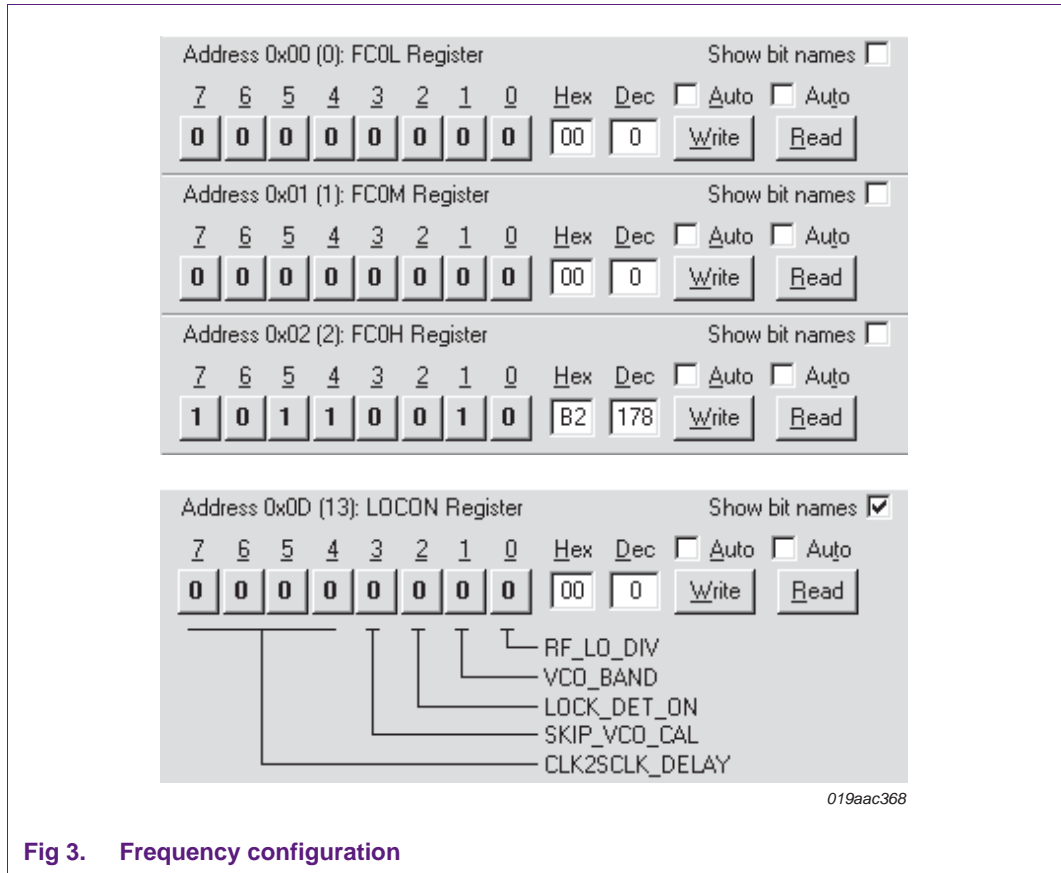 Address 0x00 (0): FC0L Register Show bit names
7 6 5 4 3 2 1 0 Hex Dec Auto Auto
0 0 0 0 0 0 0 0 00 0 Write Read
Address 0x01 (1): FC0M Register Show bit names
7 6 5 4 3 2 1 0 Hex Dec Auto Auto
0 0 0 0 0 0 0 0 00 0 Write Read
Address 0x02 (2): FC0H Register Show bit names
7 6 5 4 3 2 1 0 Hex Dec Auto Auto
1 0 1 1 0 0 1 0 B2 178 Write Read
Address 0x0D (13): LOCON Register Show bit names
7 6 5 4 3 2 1 0 Hex Dec Auto Auto
0 0 0 0 0 0 0 0 00 0 Write Read
RF_LO_DIV
VCO_BAND
LOCK_DET_ON
SKIP_VCO_CAL
CLK2SCLK_DELAY
019aac368
Fig 3. Frequency configuration